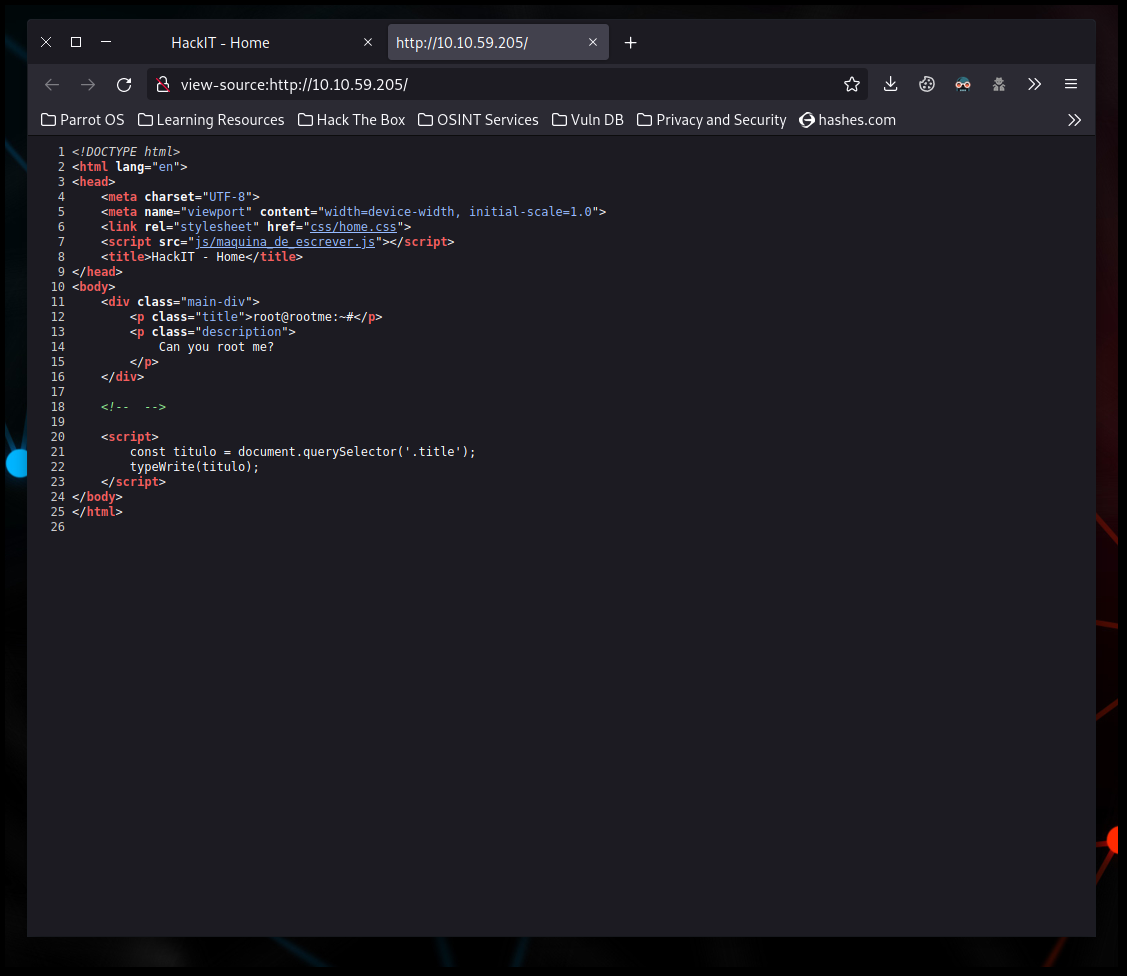 HackIT - Home
http://10.10.59.205/
view-source:http://10.10.59.205/
Parrot OS Learning Resources Hack The Box OSINT Services Vuln DB Privacy and Security hashes.com
1 <!DOCTYPE html>
2 <html lang="en">
3 <head>
4     <meta charset="UTF-8">
5     <meta name="viewport" content="width=device-width, initial-scale=1.0">
6     <link rel="stylesheet" href="css/home.css">
7     <script src="js/maquina_de_escrever.js"></script>
8     <title>HackIT - Home</title>
9 </head>
10 <body>
11     <div class="main-div">
12         <p class="title">root@rootme:~#</p>
13         <p class="description">
14             Can you root me?
15         </p>
16     </div>
17
18     <!--  -->
19
20     <script>
21         const titulo = document.querySelector('.title');
22         typeWrite(titulo);
23     </script>
24 </body>
25 </html>
26